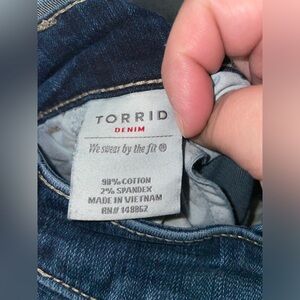 TORRID
DENIM
We swear by the fit ®
98% COTTON
2% SPANDEX
MADE IN VIETNAM
RN// 148862